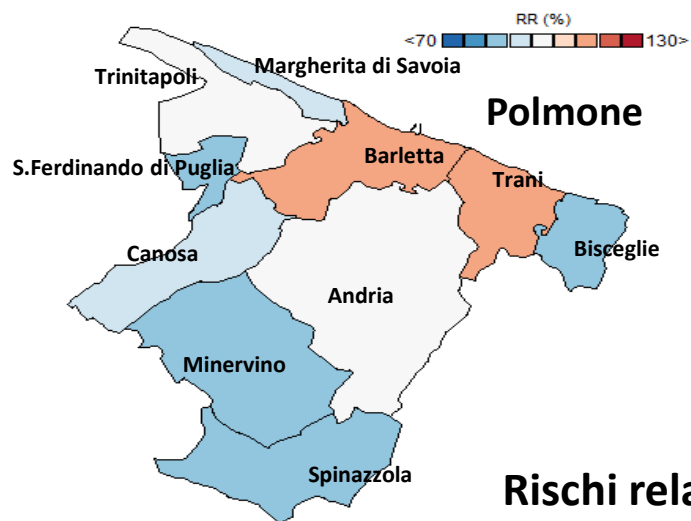 RR (%)
<70
130>
Margherita di Savoia
Trinitapoli
Polmone
Barletta
S.Ferdinando di Puglia
Trani
Canosa
Bisceglie
Andria
Minervino
Spinazzola
Rischi rela